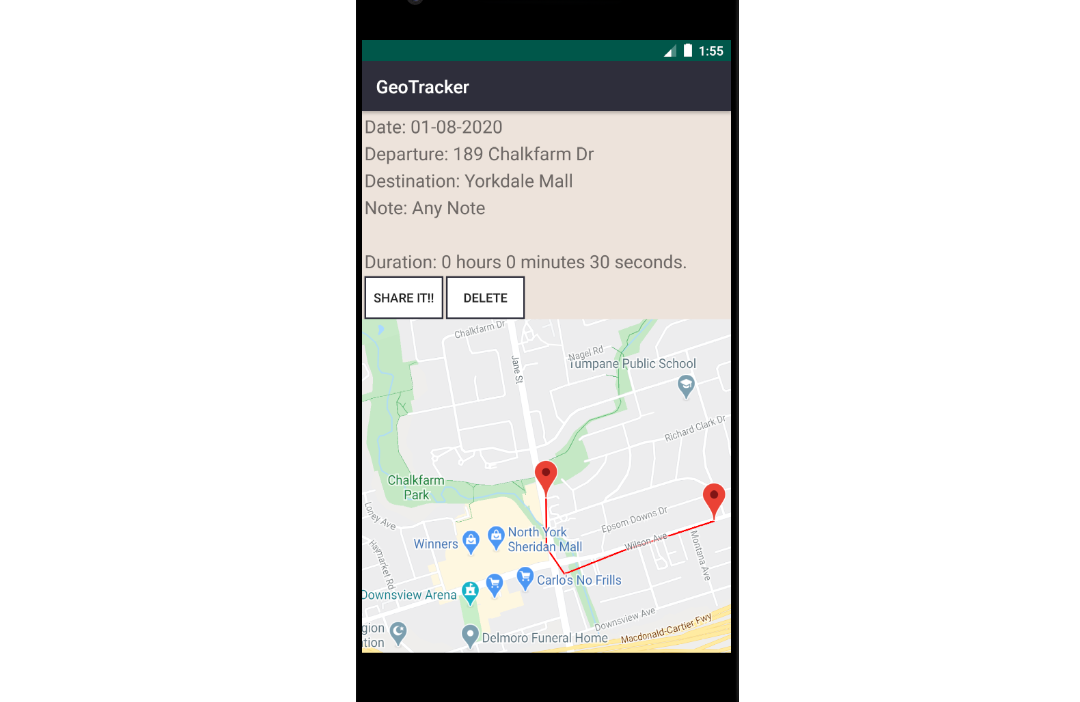 1:55
GeoTracker
Date: 01-08-2020
Departure: 189 Chalkfarm Dr
Destination: Yorkdale Mall
Note: Any Note
Duration: 0 hours 0 minutes 30 seconds.
SHARE IT!! DELETE
Chalkfarm Dr
Jane St
Nagel Rd
Tumpane Public School
Richard Clark Dr
Chalkfarm
Park
Laney Ave
Epsom Downs Dr
North York
Sheridan Mall
Winners
Wilson Ave
Haymarket Rd
Montana Ave
Carlo's No Frills
Downsview Arena
Downsview Ave
Macdonald-Cartier Fwy
gion
tion
Delmoro Funeral Home